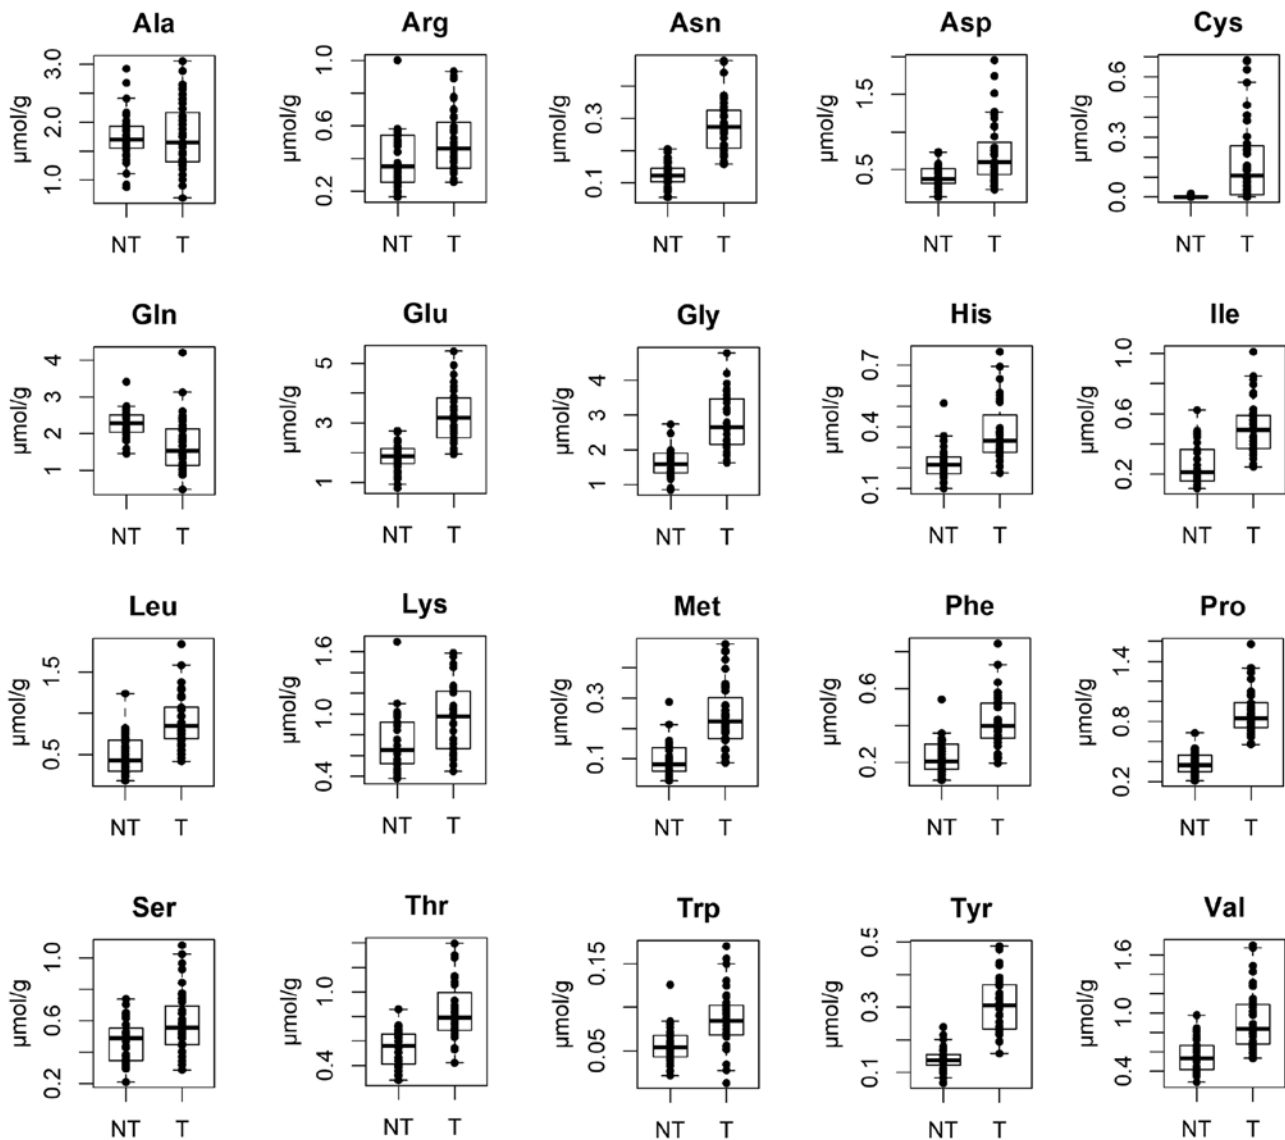 Ala Arg Asn Asp Cys
µmol/g 1.0 2.0 3.0 µmol/g 0.2 0.6 1.0 µmol/g 0.1 0.3 µmol/g 0.5 1.5 µmol/g 0.0 0.3 0.6
NT T NT T NT T NT T NT T
Gln Glu Gly His Ile
µmol/g 1 2 3 4 µmol/g 1 3 5 µmol/g 1 2 3 4 µmol/g 0.1 0.4 0.7 µmol/g 0.2 0.6 1.0
NT T NT T NT T NT T NT T
Leu Lys Met Phe Pro
µmol/g 0.5 1.5 µmol/g 0.4 1.0 1.6 µmol/g 0.1 0.3 µmol/g 0.2 0.6 µmol/g 0.2 0.8 1.4
NT T NT T NT T NT T NT T
Ser Thr Trp Tyr Val
µmol/g 0.2 0.6 1.0 µmol/g 0.4 1.0 µmol/g 0.05 0.15 µmol/g 0.1 0.3 0.5 µmol/g 0.4 1.0 1.6
NT T NT T NT T NT T NT T